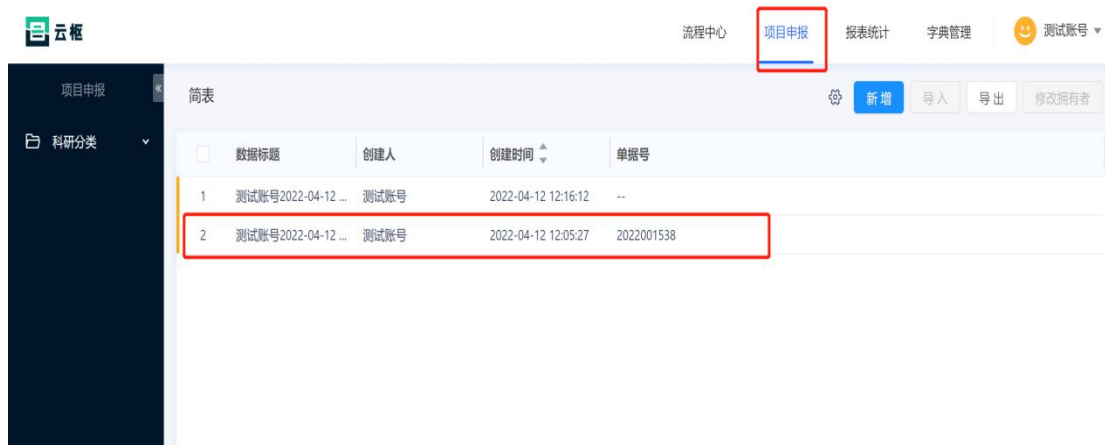 云枢
流程中心 项目申报 报表统计 字典管理 测试账号
项目申报 «
简表 新增 导入 导出 修改拥有者
科研分类
数据标题 创建人 创建时间 单据号
1 测试账号2022-04-12 ... 测试账号 2022-04-12 12:16:12 --
2 测试账号2022-04-12 ... 测试账号 2022-04-12 12:05:27 2022001538